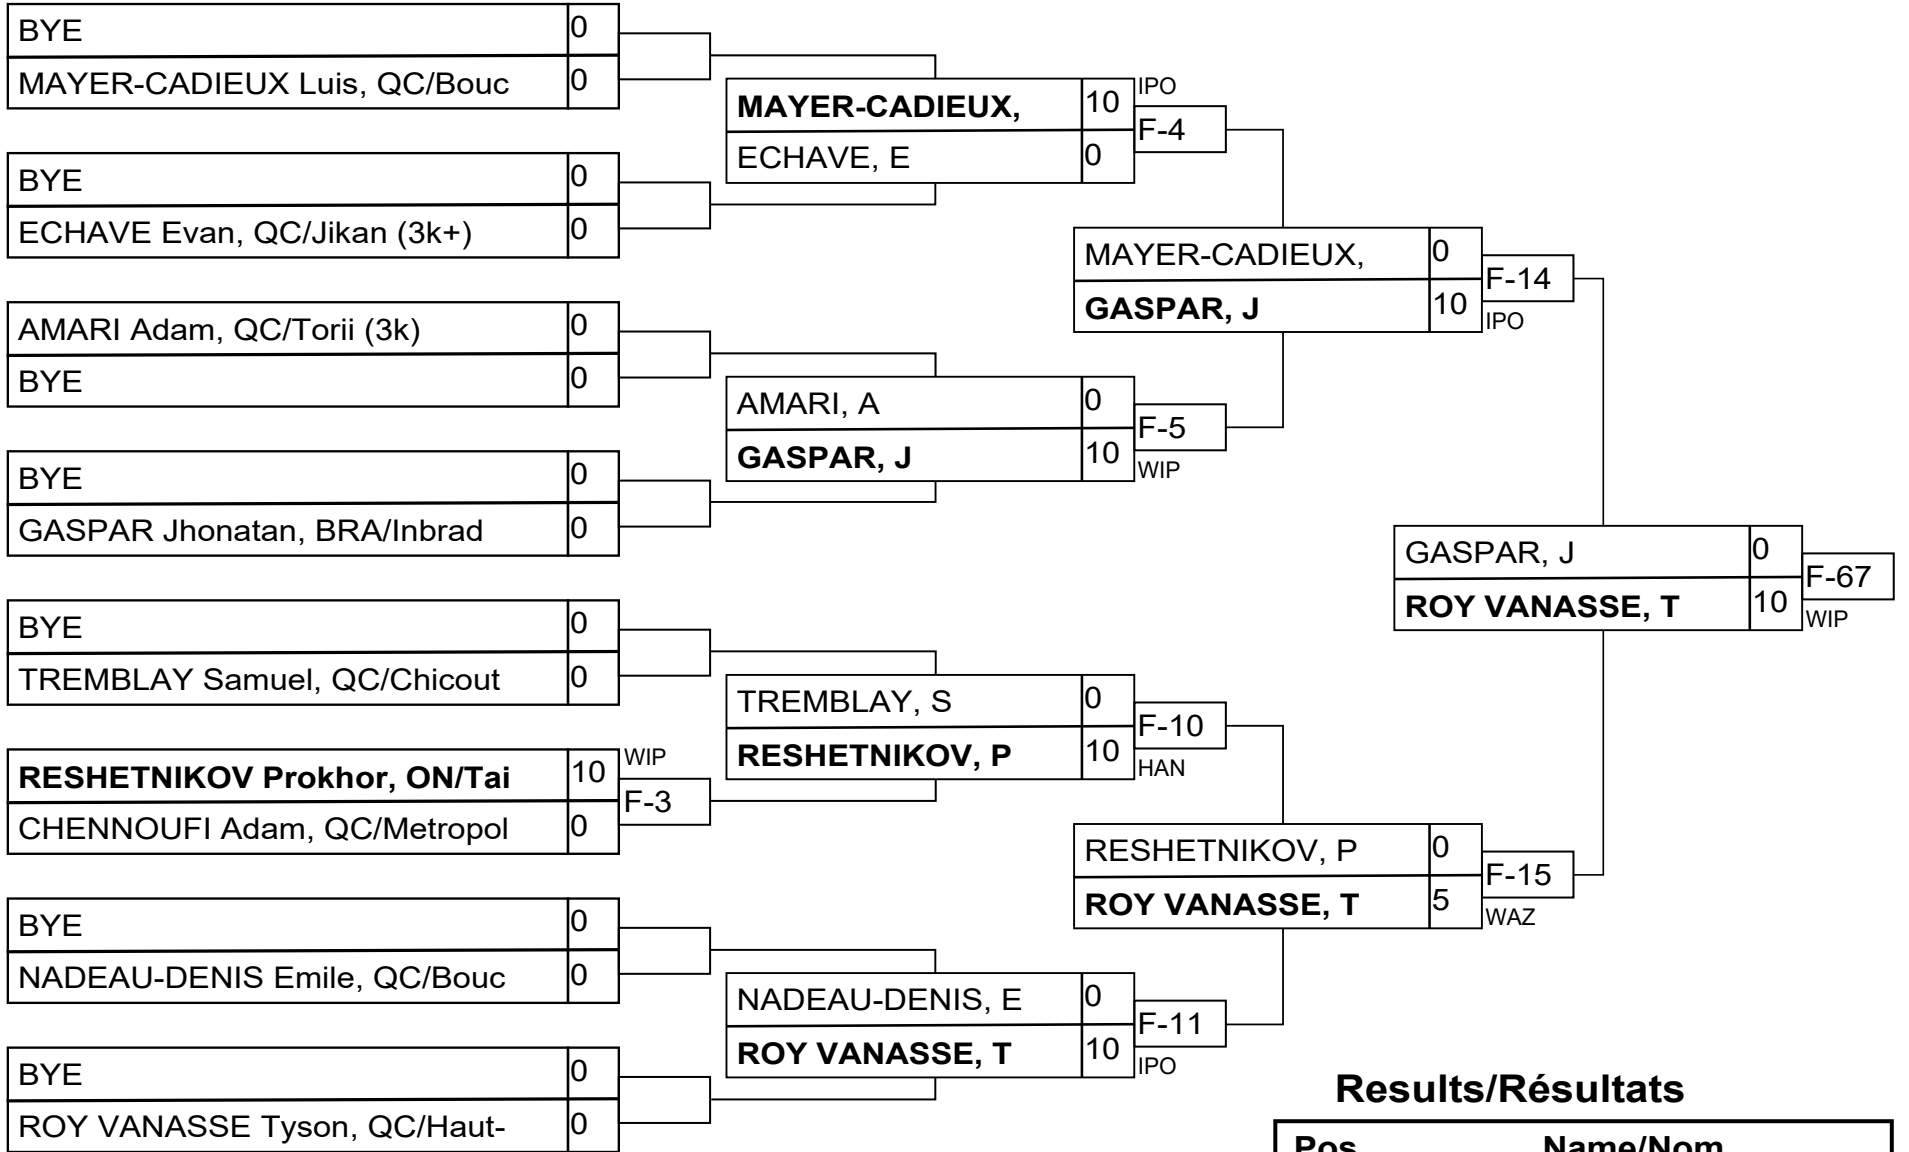 BYE 0
MAYER-CADIEUX Luis, QC/Bouc 0
BYE 0
ECHAVE Evan, QC/Jikan (3k+) 0
AMARI Adam, QC/Torii (3k) 0
BYE 0
BYE 0
GASPAR Jhonatan, BRA/Inbrad 0
BYE 0
TREMBLAY Samuel, QC/Chicout 0
RESHETNIKOV Prokhor, ON/Tai 10 WIP
F-3
CHENNOUFI Adam, QC/Metropol 0
BYE 0
NADEAU-DENIS Emile, QC/Bouc 0
BYE 0
ROY VANASSE Tyson, QC/Haut- 0
MAYER-CADIEUX, 10 IPO
F-4
ECHAVE, E 0
AMARI, A 0
F-5
GASPAR, J 10 WIP
TREMBLAY, S 0
F-10
RESHETNIKOV, P 10 HAN
NADEAU-DENIS, E 0
F-11
ROY VANASSE, T 10 IPO
MAYER-CADIEUX, 0
F-14
GASPAR, J 10 IPO
RESHETNIKOV, P 0
F-15
ROY VANASSE, T 5 WAZ
GASPAR, J 0
F-67
ROY VANASSE, T 10 WIP
Results/Résultats
Pos Name/Nom